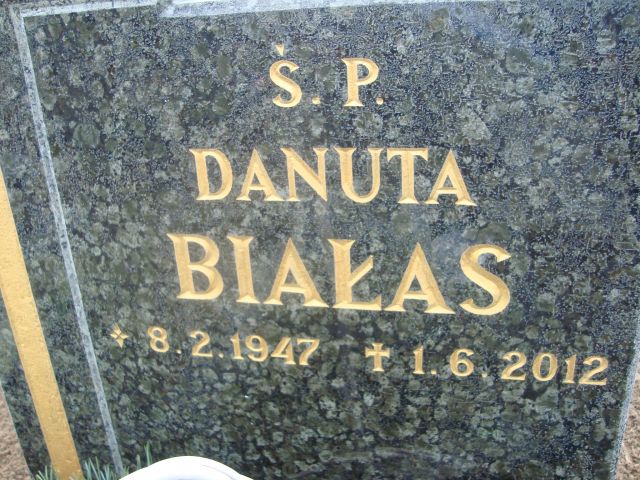 Ś. P.
DANUTA
BIAŁAS
8.2.1947 † 1.6.2012